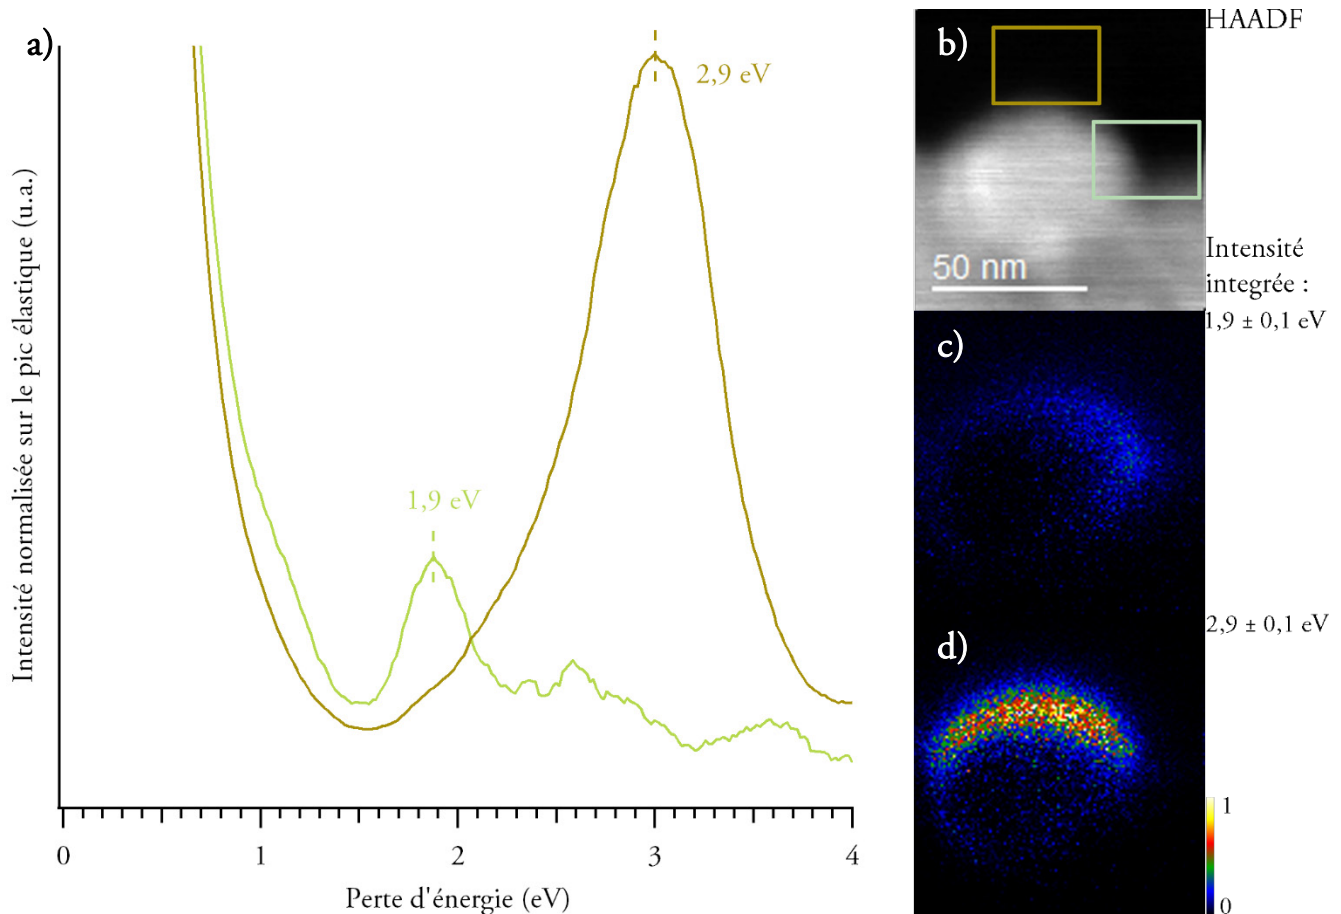 a)
2,9 eV
1,9 eV
Intensité normalisée sur le pic élastique (u.a.)
0 1 2 3 4
Perte d'énergie (eV)
b)
HAADF
50 nm
Intensité
integrée :
1,9 ± 0,1 eV
c)
2,9 ± 0,1 eV
d)
1
0